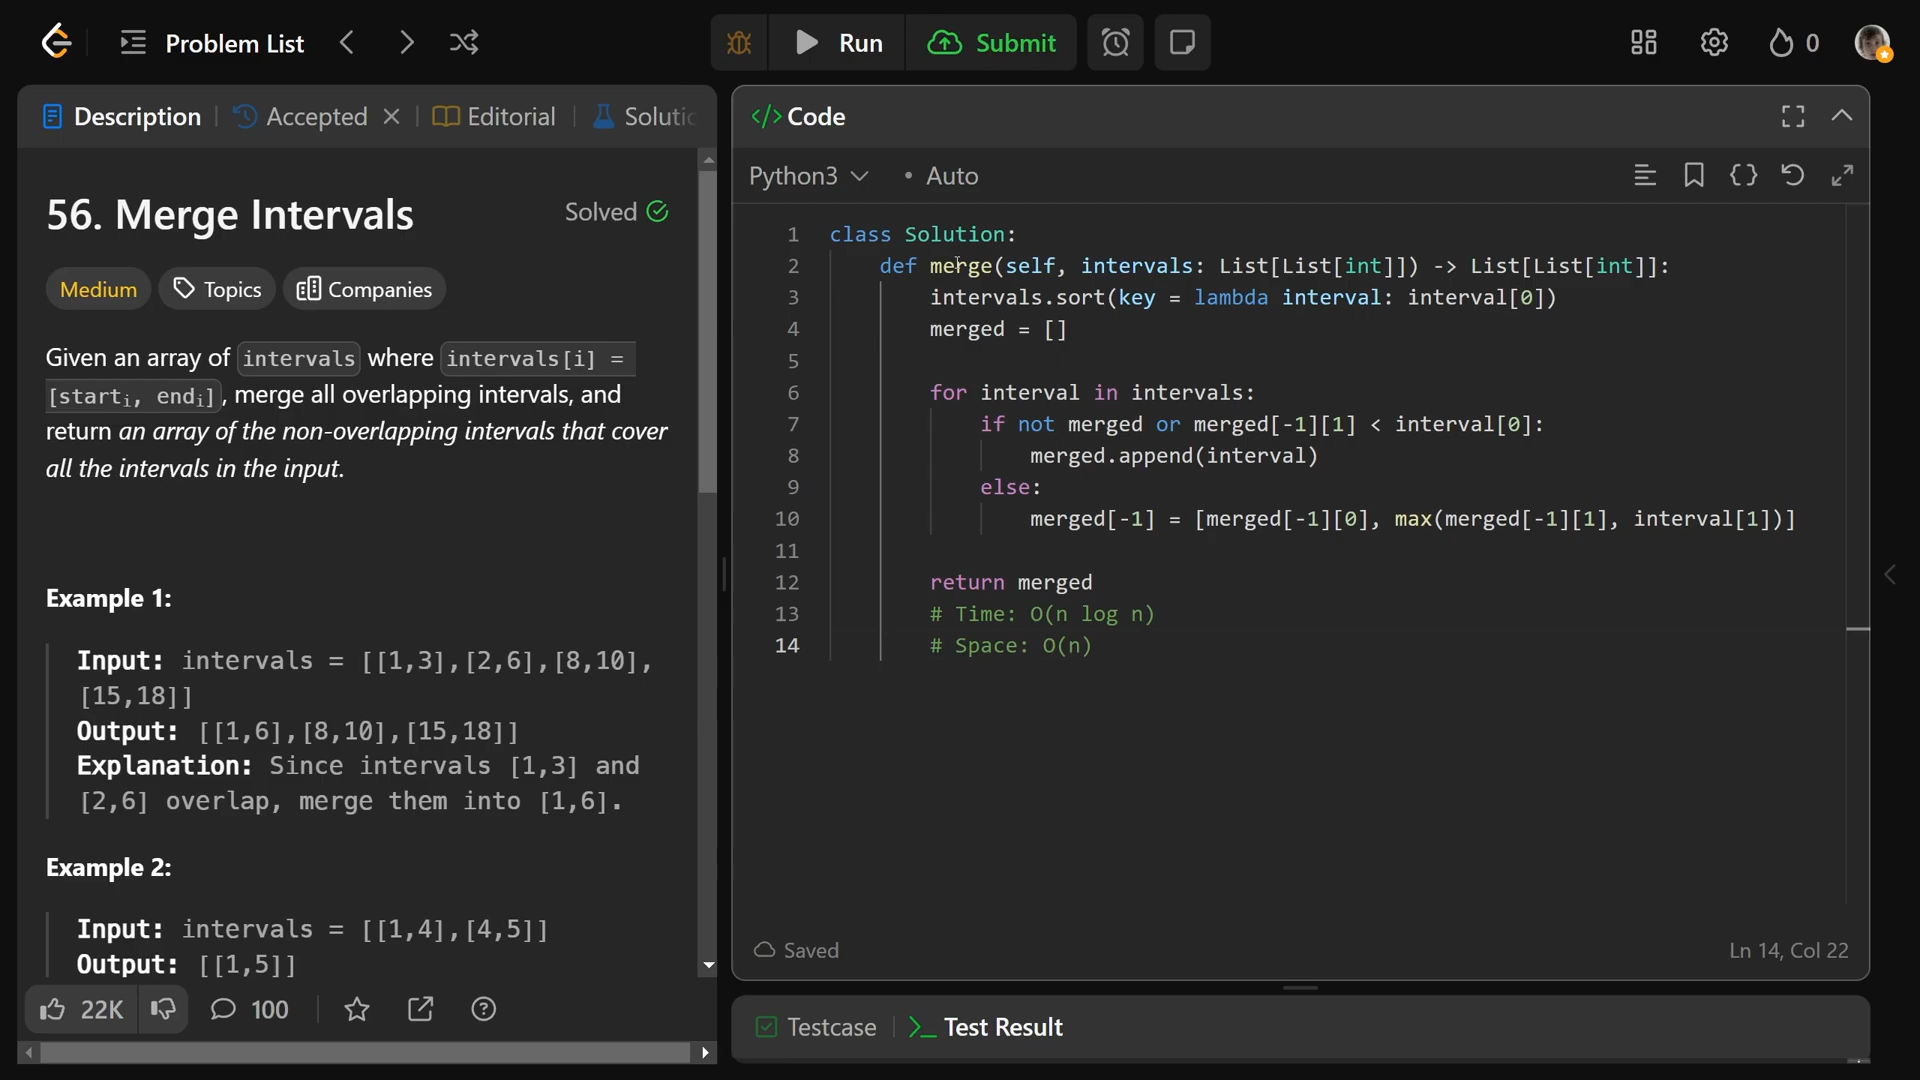 Problem List
Run
Submit
0
Description
Accepted
Editorial
Solutic
56. Merge Intervals
Solved
Medium
Topics
Companies
Given an array of intervals where intervals[i] =
[starti, endi], merge all overlapping intervals, and
return an array of the non-overlapping intervals that cover
all the intervals in the input.
Example 1:
Input: intervals = [[1,3],[2,6],[8,10],
[15,18]]
Output: [[1,6],[8,10],[15,18]]
Explanation: Since intervals [1,3] and
[2,6] overlap, merge them into [1,6].
Example 2:
Input: intervals = [[1,4],[4,5]]
Output: [[1,5]]
22K
100
</> Code
Python3
• Auto
1 class Solution:
2 def merge(self, intervals: List[List[int]]) -> List[List[int]]:
3 intervals.sort(key = lambda interval: interval[0])
4 merged = []
5
6 for interval in intervals:
7 if not merged or merged[-1][1] < interval[0]:
8 merged.append(interval)
9 else:
10 merged[-1] = [merged[-1][0], max(merged[-1][1], interval[1])]
11
12 return merged
13 # Time: O(n log n)
14 # Space: O(n)
Saved
Ln 14, Col 22
Testcase
>_ Test Result